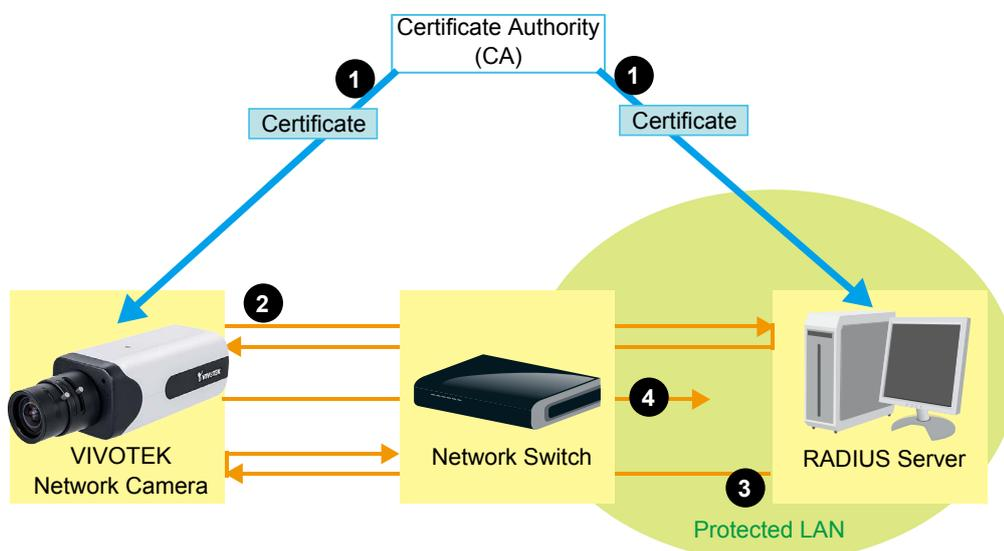 Certificate Authority
(CA)
1
1
Certificate
Certificate
2
VIVOTEK
4
VIVOTEK
Network Camera
Network Switch
RADIUS Server
3
Protected LAN